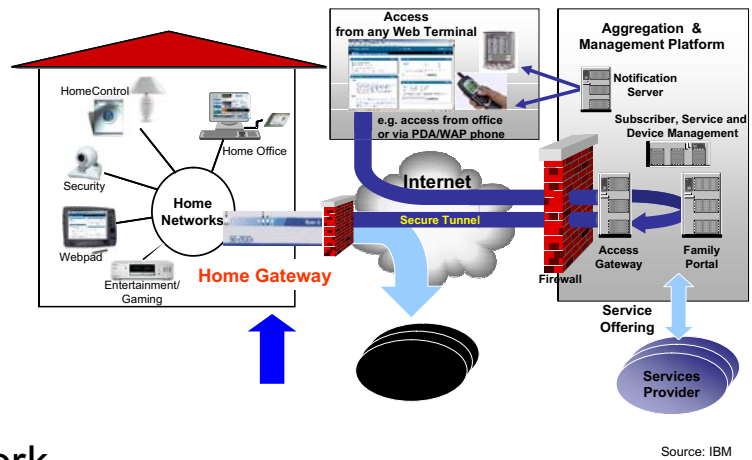 Access
from any Web Terminal
e.g. access from office
or via PDA/WAP phone
Aggregation &
Management Platform
Notification
Server
Subscriber, Service and
Device Management
HomeControl
Home Office
Security
Home
Networks
Webpad
Entertainment/
Gaming
Home Gateway
Internet
Secure Tunnel
Firewall
Access
Gateway
Family
Portal
Service
Offering
Services
Provider
Source: IBM